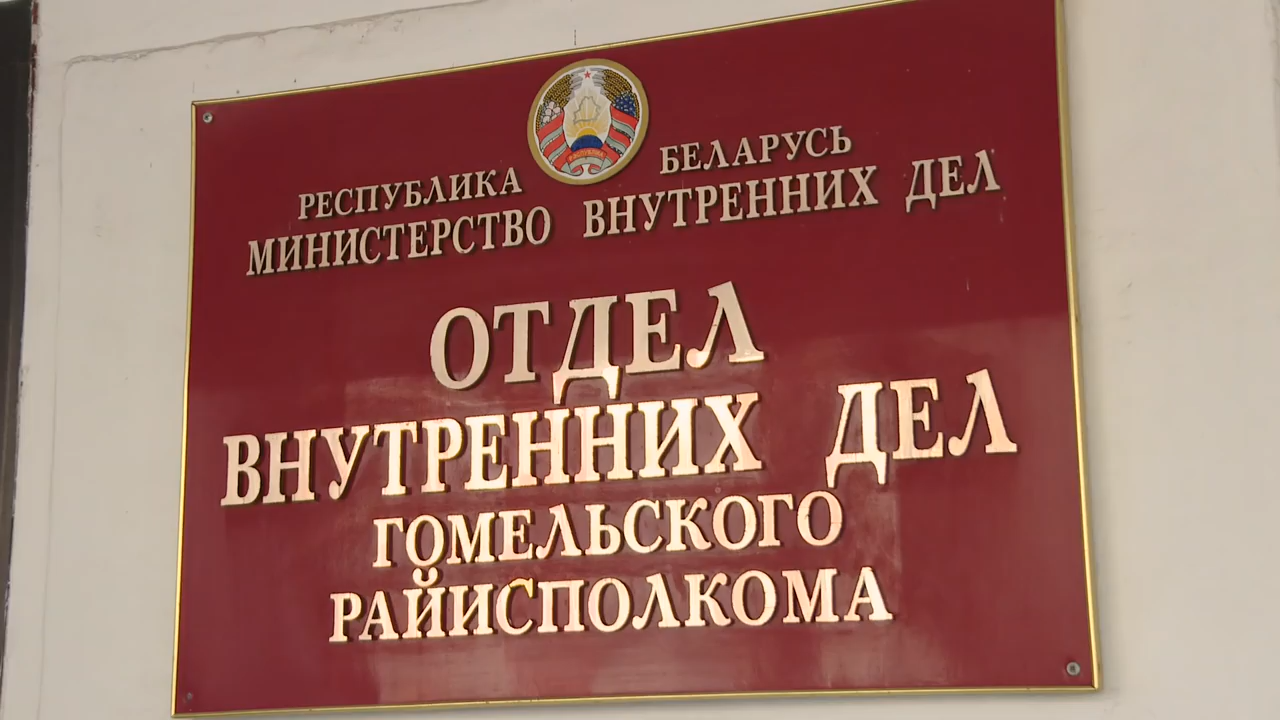 РЕСПУБЛИКА БЕЛАРУСЬ
МИНИСТЕРСТВО ВНУТРЕННИХ ДЕЛ
ОТДЕЛ
ВНУТРЕННИХ ДЕЛ
ГОМЕЛЬСКОГО
РАЙИСПОЛКОМА